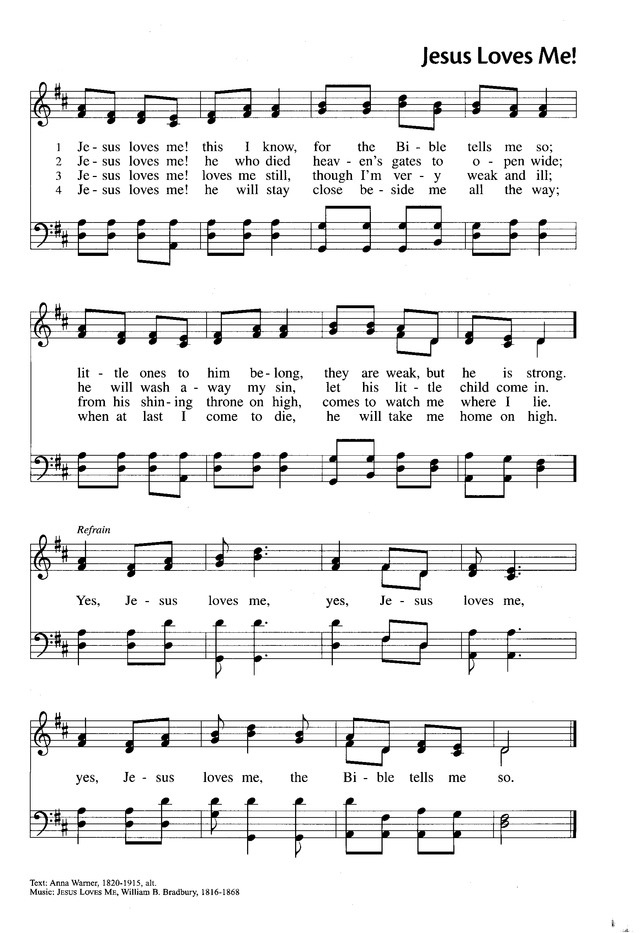 Jesus Loves Me!
1 Je - sus loves me! this I know, for the Bi - ble tells me so;
2 Je - sus loves me! he who died heav - en's gates to o - pen wide;
3 Je - sus loves me! loves me still, though I'm ver - y weak and ill;
4 Je - sus loves me! he will stay close be - side me all the way;
lit - tle ones to him be - long, they are weak, but he is strong.
he will wash a - way my sin, let his lit - tle child come in.
from his shin - ing throne on high, comes to watch me where I lie.
when at last I come to die, he will take me home on high.
Refrain
Yes, Je - sus loves me, yes, Je - sus loves me,
yes, Je - sus loves me, the Bi - ble tells me so.
Text: Anna Warner, 1820-1915, alt.
Music: JESUS LOVES ME, William B. Bradbury, 1816-1868